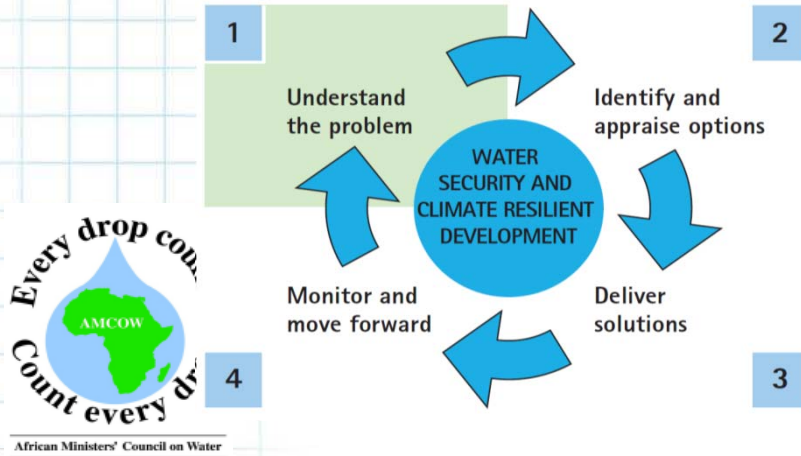 1
2
Understand
the problem
Identify and
appraise options
WATER
SECURITY AND
CLIMATE RESILIENT
DEVELOPMENT
Monitor and
move forward
Deliver
solutions
4
3
Every drop cou
AMCOW
Count every dr
African Ministers' Council on Water